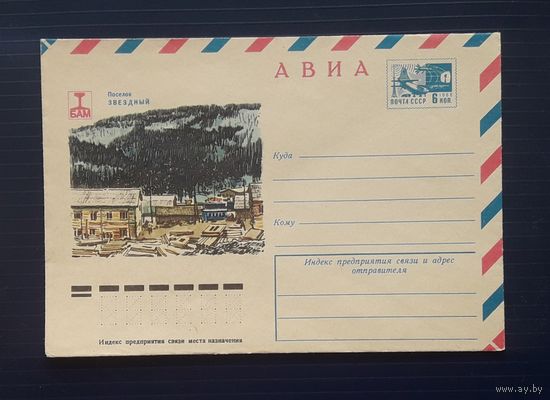 АВИА
Поселок
ЗВЕЗДНЫЙ
БАМ
ПОЧТА СССР
1966
6 КОП.
Куда
Кому
Индекс предприятия связи и адрес
отправителя
Индекс предприятия связи места назначения
www.ay.by